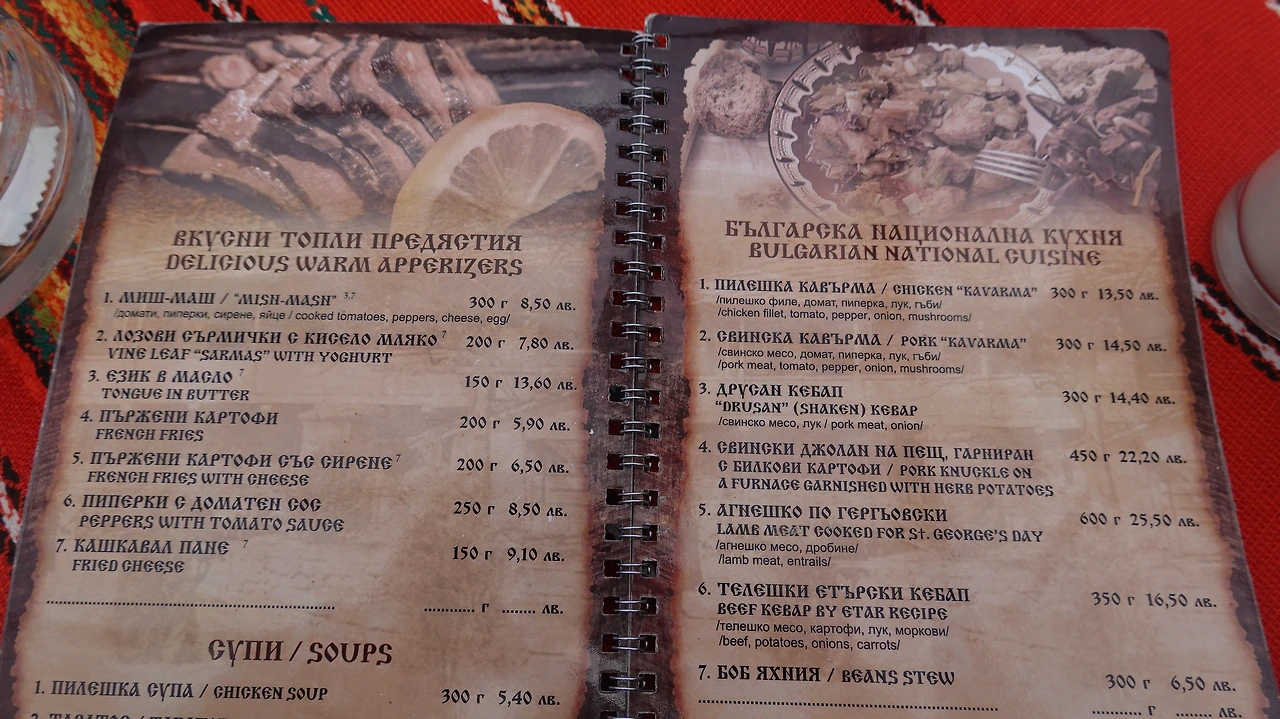 ВКУСНИ ТОПЛИ ПРЕДЯСТИЯ
DELICIOUS WARM APPERIZERS
1. МИШ-МАШ / "MISH-MASH" 3,7 300 г 8,50 лв.
/домати, пиперки, сирене, яйце / cooked tomatoes, peppers, cheese, egg/
2. ЛОЗОВИ СЪРМИЧКИ С КИСЕЛО МЛЯКО 7 200 г 7,80 лв.
VINE LEAF "SARMAS" WITH YOGHURT
3. ЕЗИК В МАСЛО 7 150 г 13,60 лв.
TONGUE IN BUTTER
4. ПЪРЖЕНИ КАРТОФИ 200 г 5,90 лв.
FRENCH FRIES
5. ПЪРЖЕНИ КАРТОФИ СЪС СИРЕНЕ 7 200 г 6,50 лв.
FRENCH FRIES WITH CHEESE
6. ПИПЕРКИ С ДОМАТЕН СОС 250 г 8,50 лв.
PEPPERS WITH TOMATO SAUCE
7. КАШКАВАЛ ПАНЕ 7 150 г 9,10 лв.
FRIED CHEESE
........... г ........ лв.
СУПИ / SOUPS
1. ПИЛЕШКА СУПА / CHICKEN SOUP 300 г 5,40 лв.
БЪЛГАРСКА НАЦИОНАЛНА КУХНЯ
BULGARIAN NATIONAL CUISINE
1. ПИЛЕШКА КАВЪРМА / CHICKEN "KAVARMA" 300 г 13,50 лв.
/пилешко филе, домат, пиперка, лук, гъби/
/chicken fillet, tomato, pepper, onion, mushrooms/
2. СВИНСКА КАВЪРМА / PORK "KAVARMA" 300 г 14,50 лв.
/свинско месо, домат, пиперка, лук, гъби/
/pork meat, tomato, pepper, onion, mushrooms/
3. ДРУСАН КЕБАП 300 г 14,40 лв.
"DRUSAN" (SHAKEN) KEBAP
/свинско месо, лук / pork meat, onion/
4. СВИНСКИ ДЖОЛАН НА ПЕЩ, ГАРНИРАН 450 г 22,20 лв.
С БИЛКОВИ КАРТОФИ / PORK KNUCKLE ON
A FURNACE GARNISHED WITH HERB POTATOES
5. АГНЕШКО ПО ГЕРГЬОВСКИ 600 г 25,50 лв.
LAMB MEAT COOKED FOR St. GEORGE'S DAY
/агнешко месо, дробине/
/lamb meat, entrails/
6. ТЕЛЕШКИ ЕТЪРСКИ КЕБАП 350 г 16,50 лв.
BEEF KEBAP BY ETAR RECIPE
/телешко месо, картофи, лук, моркови/
/beef, potatoes, onions, carrots/
7. БОБ ЯХНИЯ / BEANS STEW 300 г 6,50 лв.
........... г ........ лв.